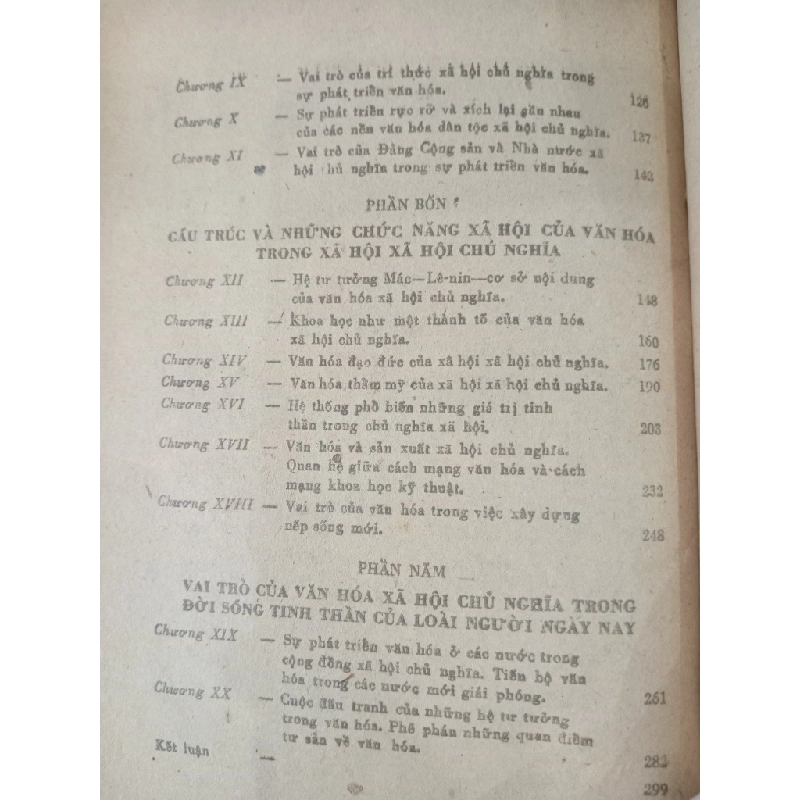 Chương IX — Vai trò của trí thức xã hội chủ nghĩa trong
sự phát triển văn hóa. 126
Chương X — Sự phát triển rực rỡ và xích lại gần nhau
của các nền văn hóa dân tộc xã hội chủ nghĩa. 137
Chương XI — Vai trò của Đảng Cộng sản và Nhà nước xã
hội chủ nghĩa trong sự phát triển văn hóa. 142
PHẦN BỐN
CẤU TRÚC VÀ NHỮNG CHỨC NĂNG XÃ HỘI CỦA VĂN HÓA
TRONG XÃ HỘI XÃ HỘI CHỦ NGHĨA
Chương XII — Hệ tư tưởng Mác—Lê-nin—cơ sở nội dung
của văn hóa xã hội chủ nghĩa. 148
Chương XIII — Khoa học như một thành tố của văn hóa
xã hội chủ nghĩa. 160
Chương XIV — Văn hóa đạo đức của xã hội xã hội chủ nghĩa. 176
Chương XV — Văn hóa thẩm mỹ của xã hội xã hội chủ nghĩa. 190
Chương XVI — Hệ thống phổ biến những giá trị tinh
thần trong chủ nghĩa xã hội. 203
Chương XVII — Văn hóa và sản xuất xã hội chủ nghĩa.
Quan hệ giữa cách mạng văn hóa và cách
mạng khoa học kỹ thuật. 232
Chương XVIII — Vai trò của văn hóa trong việc xây dựng
nếp sống mới. 248
PHẦN NĂM
VAI TRÒ CỦA VĂN HÓA XÃ HỘI CHỦ NGHĨA TRONG
ĐỜI SỐNG TINH THẦN CỦA LOÀI NGƯỜI NGÀY NAY
Chương XIX — Sự phát triển văn hóa ở các nước trong
cộng đồng xã hội chủ nghĩa. Tiến bộ văn
hóa trong các nước mới giải phóng. 261
Chương XX — Cuộc đấu tranh của những hệ tư tưởng
trong văn hóa. Phê phán những quan điểm
tư sản về văn hóa. 282
Kết luận — 299